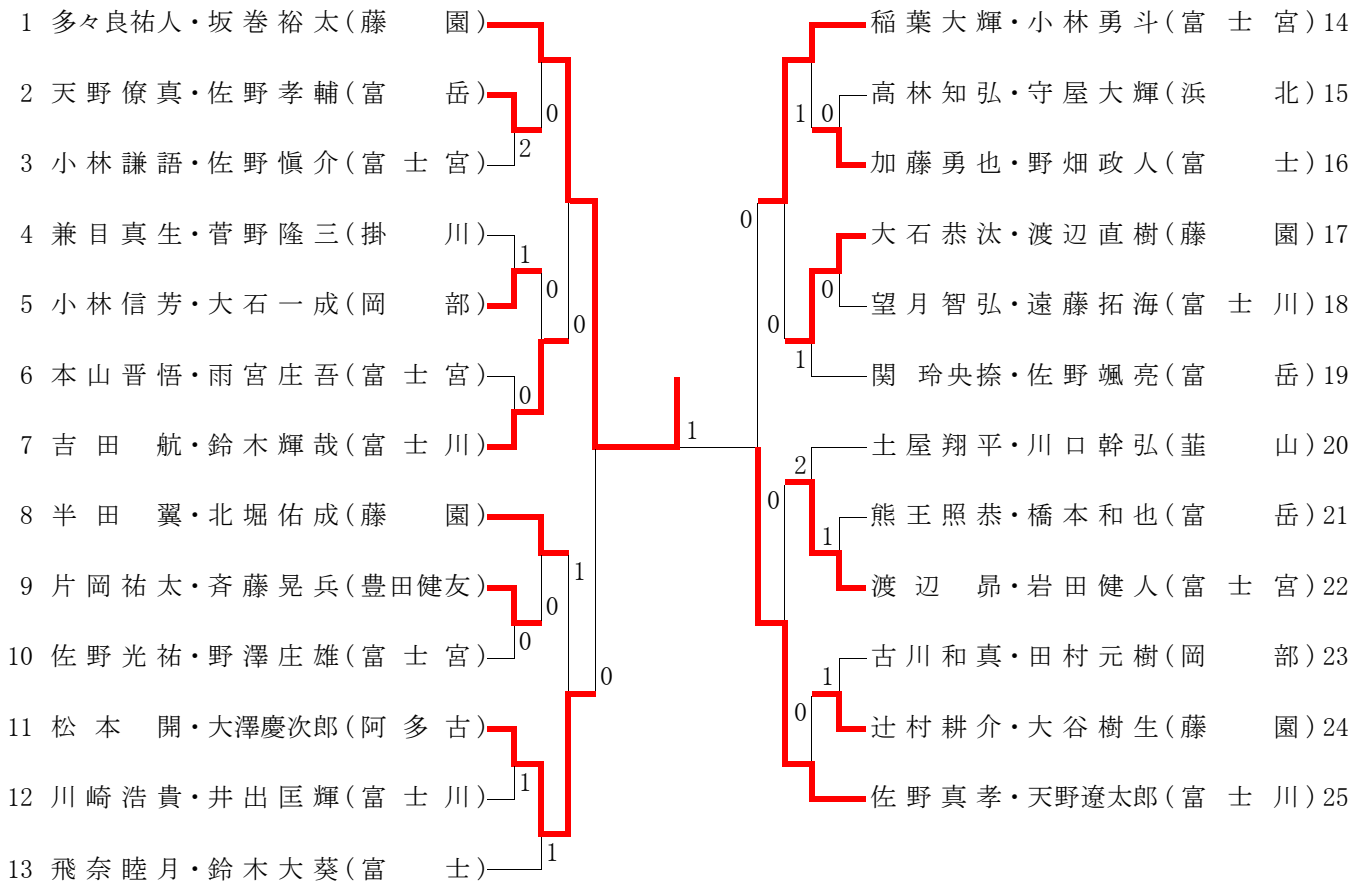 1 多々良祐人・坂巻裕太(藤園)
2 天野僚真・佐野孝輔(富岳)
3 小林謙語・佐野愼介(富士宮)
4 兼目真生・菅野隆三(掛川)
5 小林信芳・大石一成(岡部)
6 本山晋悟・雨宮庄吾(富士宮)
7 吉田航・鈴木輝哉(富士川)
8 半田翼・北堀佑成(藤園)
9 片岡祐太・斉藤晃兵(豊田健友)
10 佐野光祐・野澤庄雄(富士宮)
11 松本開・大澤慶次郎(阿多古)
12 川崎浩貴・井出匡輝(富士川)
13 飛奈睦月・鈴木大葵(富士)
0
2
1
0
0
0
1
0
0
0
1
1
1
稲葉大輝・小林勇斗(富士宮)14
高林知弘・守屋大輝(浜北)15
加藤勇也・野畑政人(富士)16
大石恭汰・渡辺直樹(藤園)17
望月智弘・遠藤拓海(富士川)18
関玲央捺・佐野颯亮(富岳)19
土屋翔平・川口幹弘(韮山)20
熊王照恭・橋本和也(富岳)21
渡辺昴・岩田健人(富士宮)22
古川和真・田村元樹(岡部)23
辻村耕介・大谷樹生(藤園)24
佐野真孝・天野遼太郎(富士川)25
1
0
0
0
0
1
2
0
1
1
0